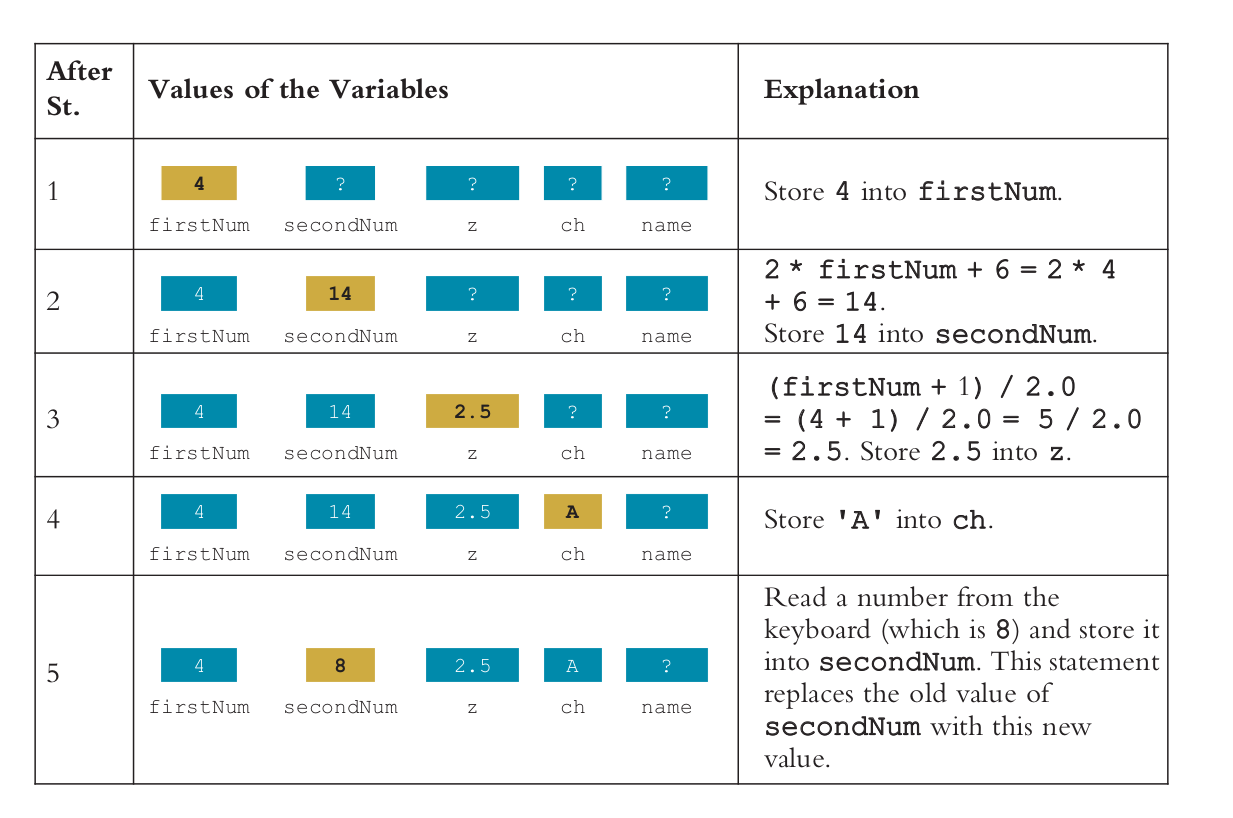 After
St.
Values of the Variables
Explanation
1
4 ? ? ? ?
firstNum secondNum z ch name
Store 4 into firstNum.
2
4 14 ? ? ?
firstNum secondNum z ch name
2 * firstNum + 6 = 2 * 4
+ 6 = 14.
Store 14 into secondNum.
3
4 14 2.5 ? ?
firstNum secondNum z ch name
(firstNum + 1) / 2.0
= (4 + 1) / 2.0 = 5 / 2.0
= 2.5. Store 2.5 into z.
4
4 14 2.5 A ?
firstNum secondNum z ch name
Store 'A' into ch.
5
4 8 2.5 A ?
firstNum secondNum z ch name
Read a number from the
keyboard (which is 8) and store it
into secondNum. This statement
replaces the old value of
secondNum with this new
value.